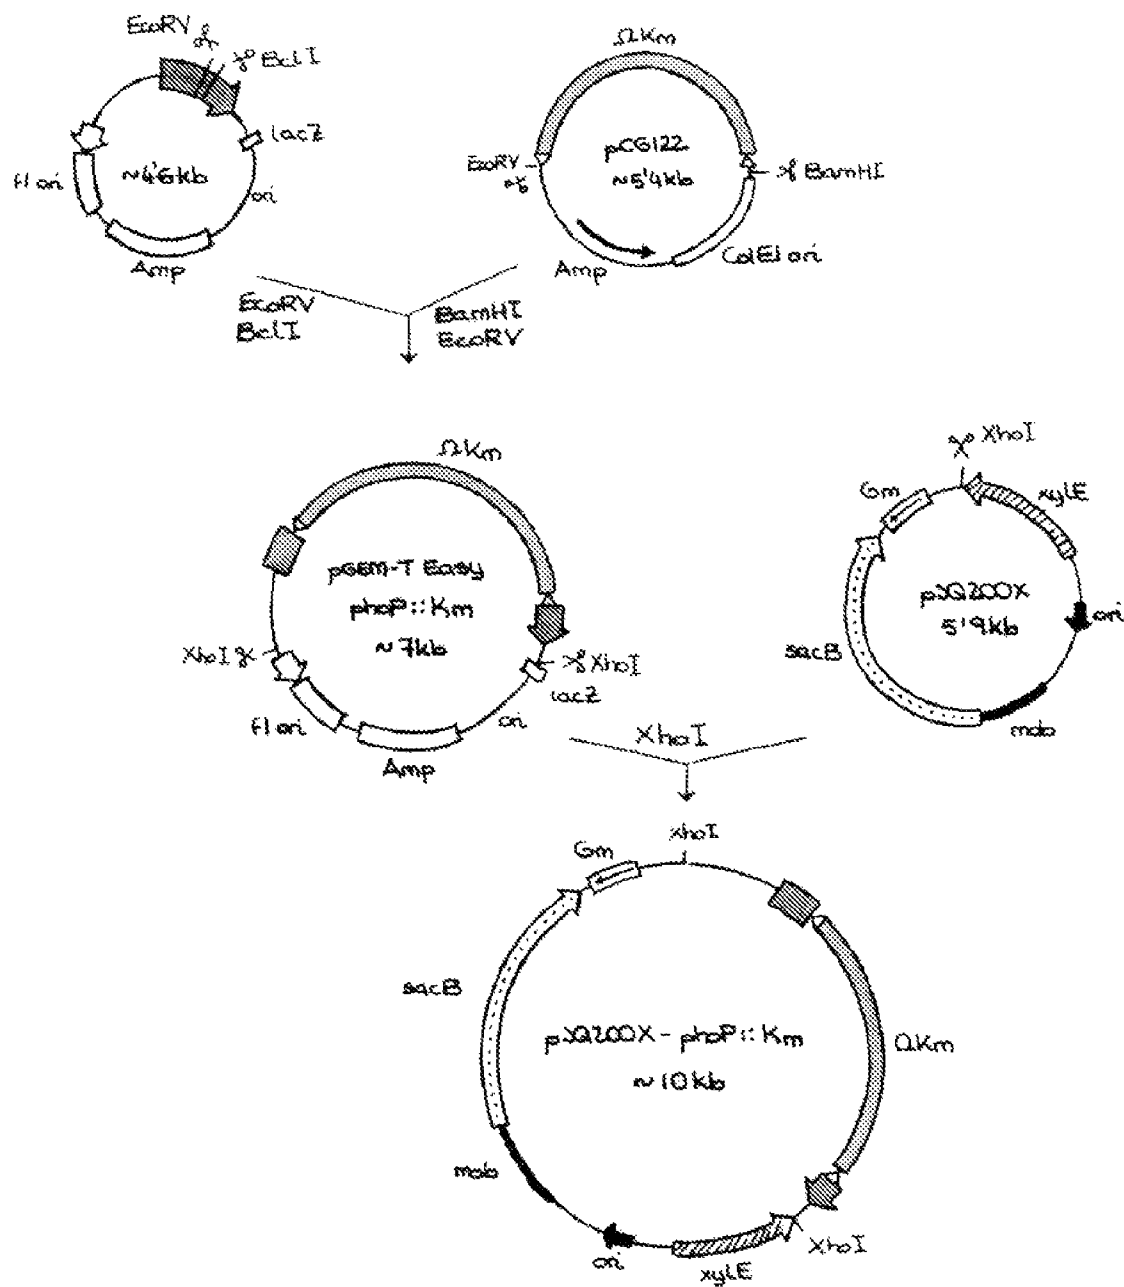 EcoRV
BclI
lacZ
f1 ori
~4'6kb
ori
Amp
ΩKm
pCG122
~5'4kb
EcoRV
BamHI
Amp
ColE1 ori
EcoRV
BclI
BamHI
EcoRV
ΩKm
pGEM-T Easy
phoP::Km
~7kb
XhoI
XhoI
lacZ
f1 ori
ori
Amp
XhoI
Gm
xylE
pJQ200X
5'9kb
ori
sacB
mob
XhoI
XhoI
Gm
sacB
pJQ200X-phoP::Km
~10kb
ΩKm
mob
ori
xylE
XhoI